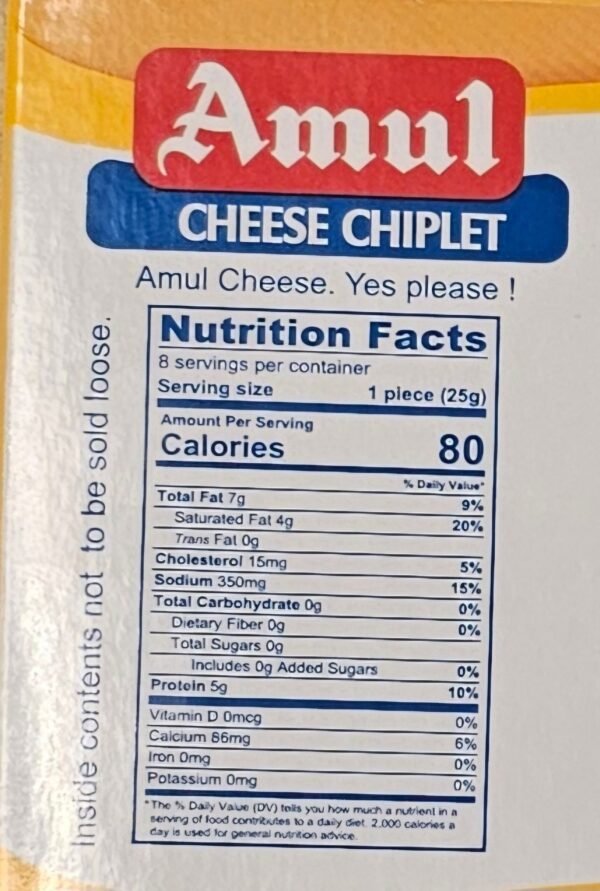 Amul
CHEESE CHIPLET
Amul Cheese. Yes please !
Inside contents not to be sold loose.
Nutrition Facts
8 servings per container
Serving size 1 piece (25g)
Amount Per Serving
Calories 80
% Daily Value*
Total Fat 7g 9%
Saturated Fat 4g 20%
Trans Fat 0g
Cholesterol 15mg 5%
Sodium 350mg 15%
Total Carbohydrate 0g 0%
Dietary Fiber 0g 0%
Total Sugars 0g
Includes 0g Added Sugars 0%
Protein 5g 10%
Vitamin D 0mcg 0%
Calcium 86mg 6%
Iron 0mg 0%
Potassium 0mg 0%
*The % Daily Value (DV) tells you how much a nutrient in a
serving of food contributes to a daily diet. 2,000 calories a
day is used for general nutrition advice.